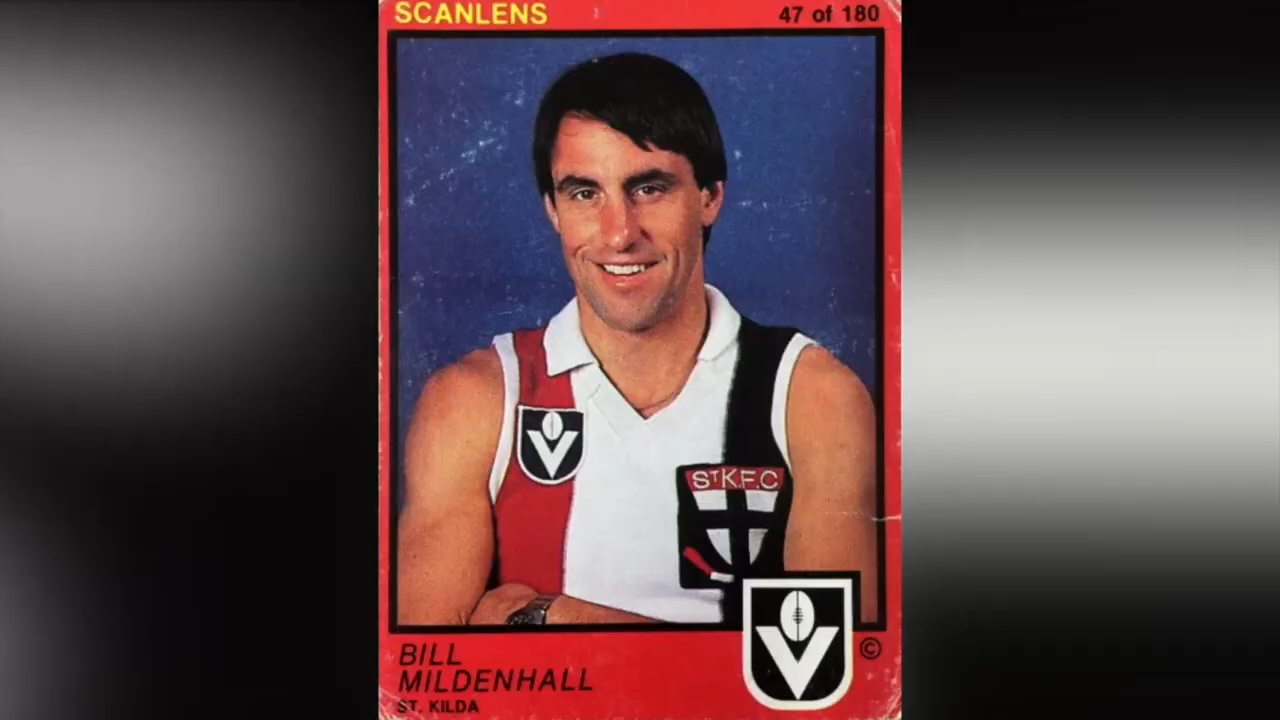 SCANLENS
47 of 180
V
STK.F.C
V
©
BILL
MILDENHALL
ST. KILDA